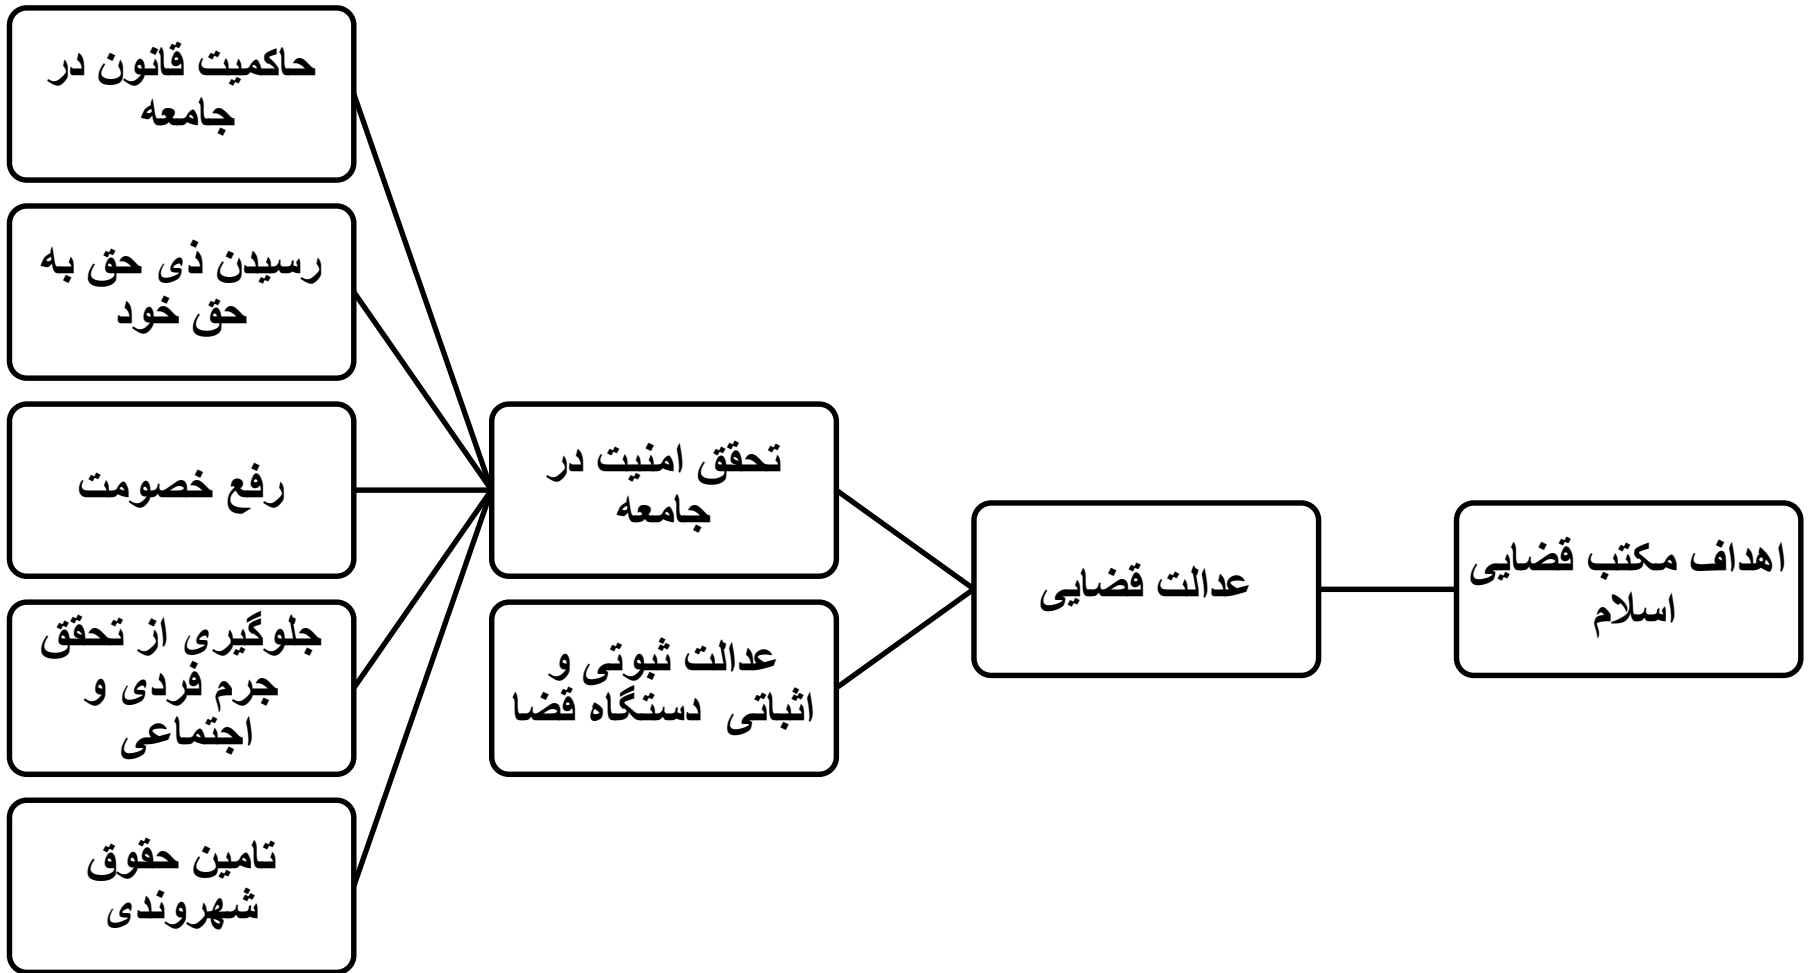 اهداف مکتب قضایی
اسلام
عدالت قضایی
تحقق امنیت در
جامعه
حاکمیت قانون در
جامعه
رسیدن ذی حق به
حق خود
رفع خصومت
جلوگیری از تحقق
جرم فردی و
اجتماعی
تامین حقوق
شهروندی
عدالت ثبوتی و
اثباتی دستگاه قضا